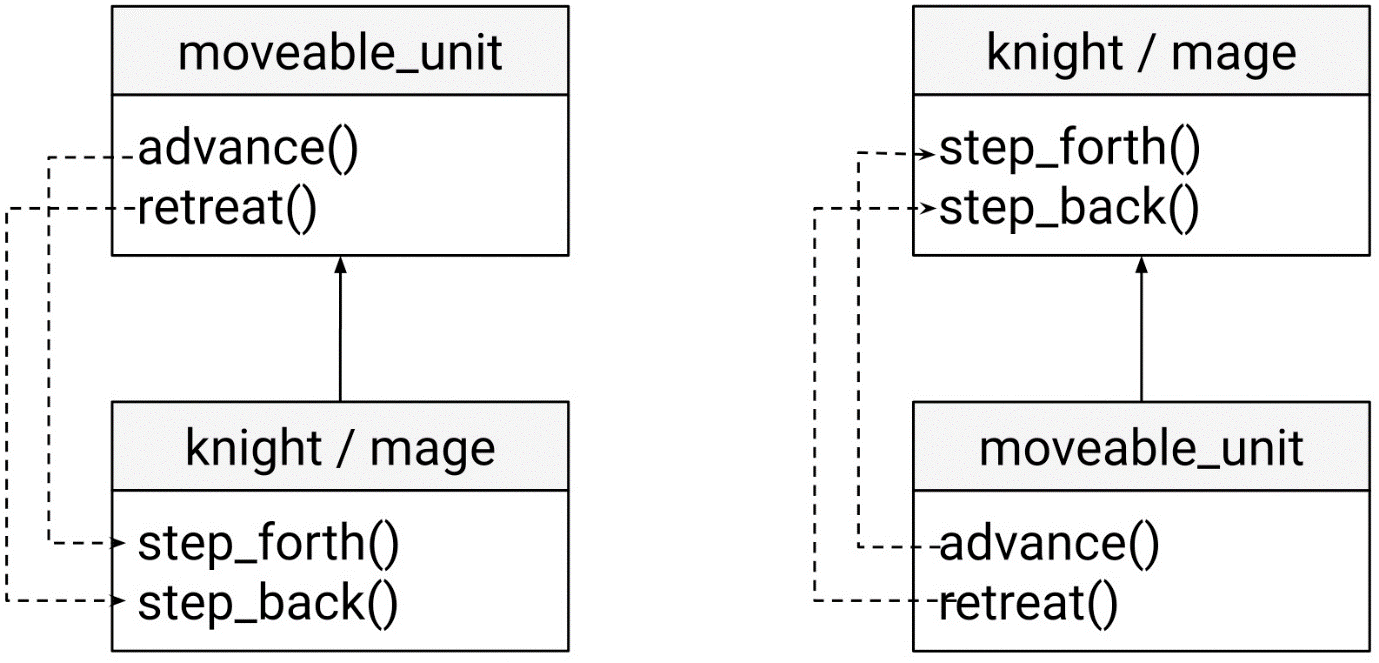 moveable_unit
advance()
retreat()
knight / mage
step_forth()
step_back()
knight / mage
step_forth()
step_back()
moveable_unit
advance()
retreat()